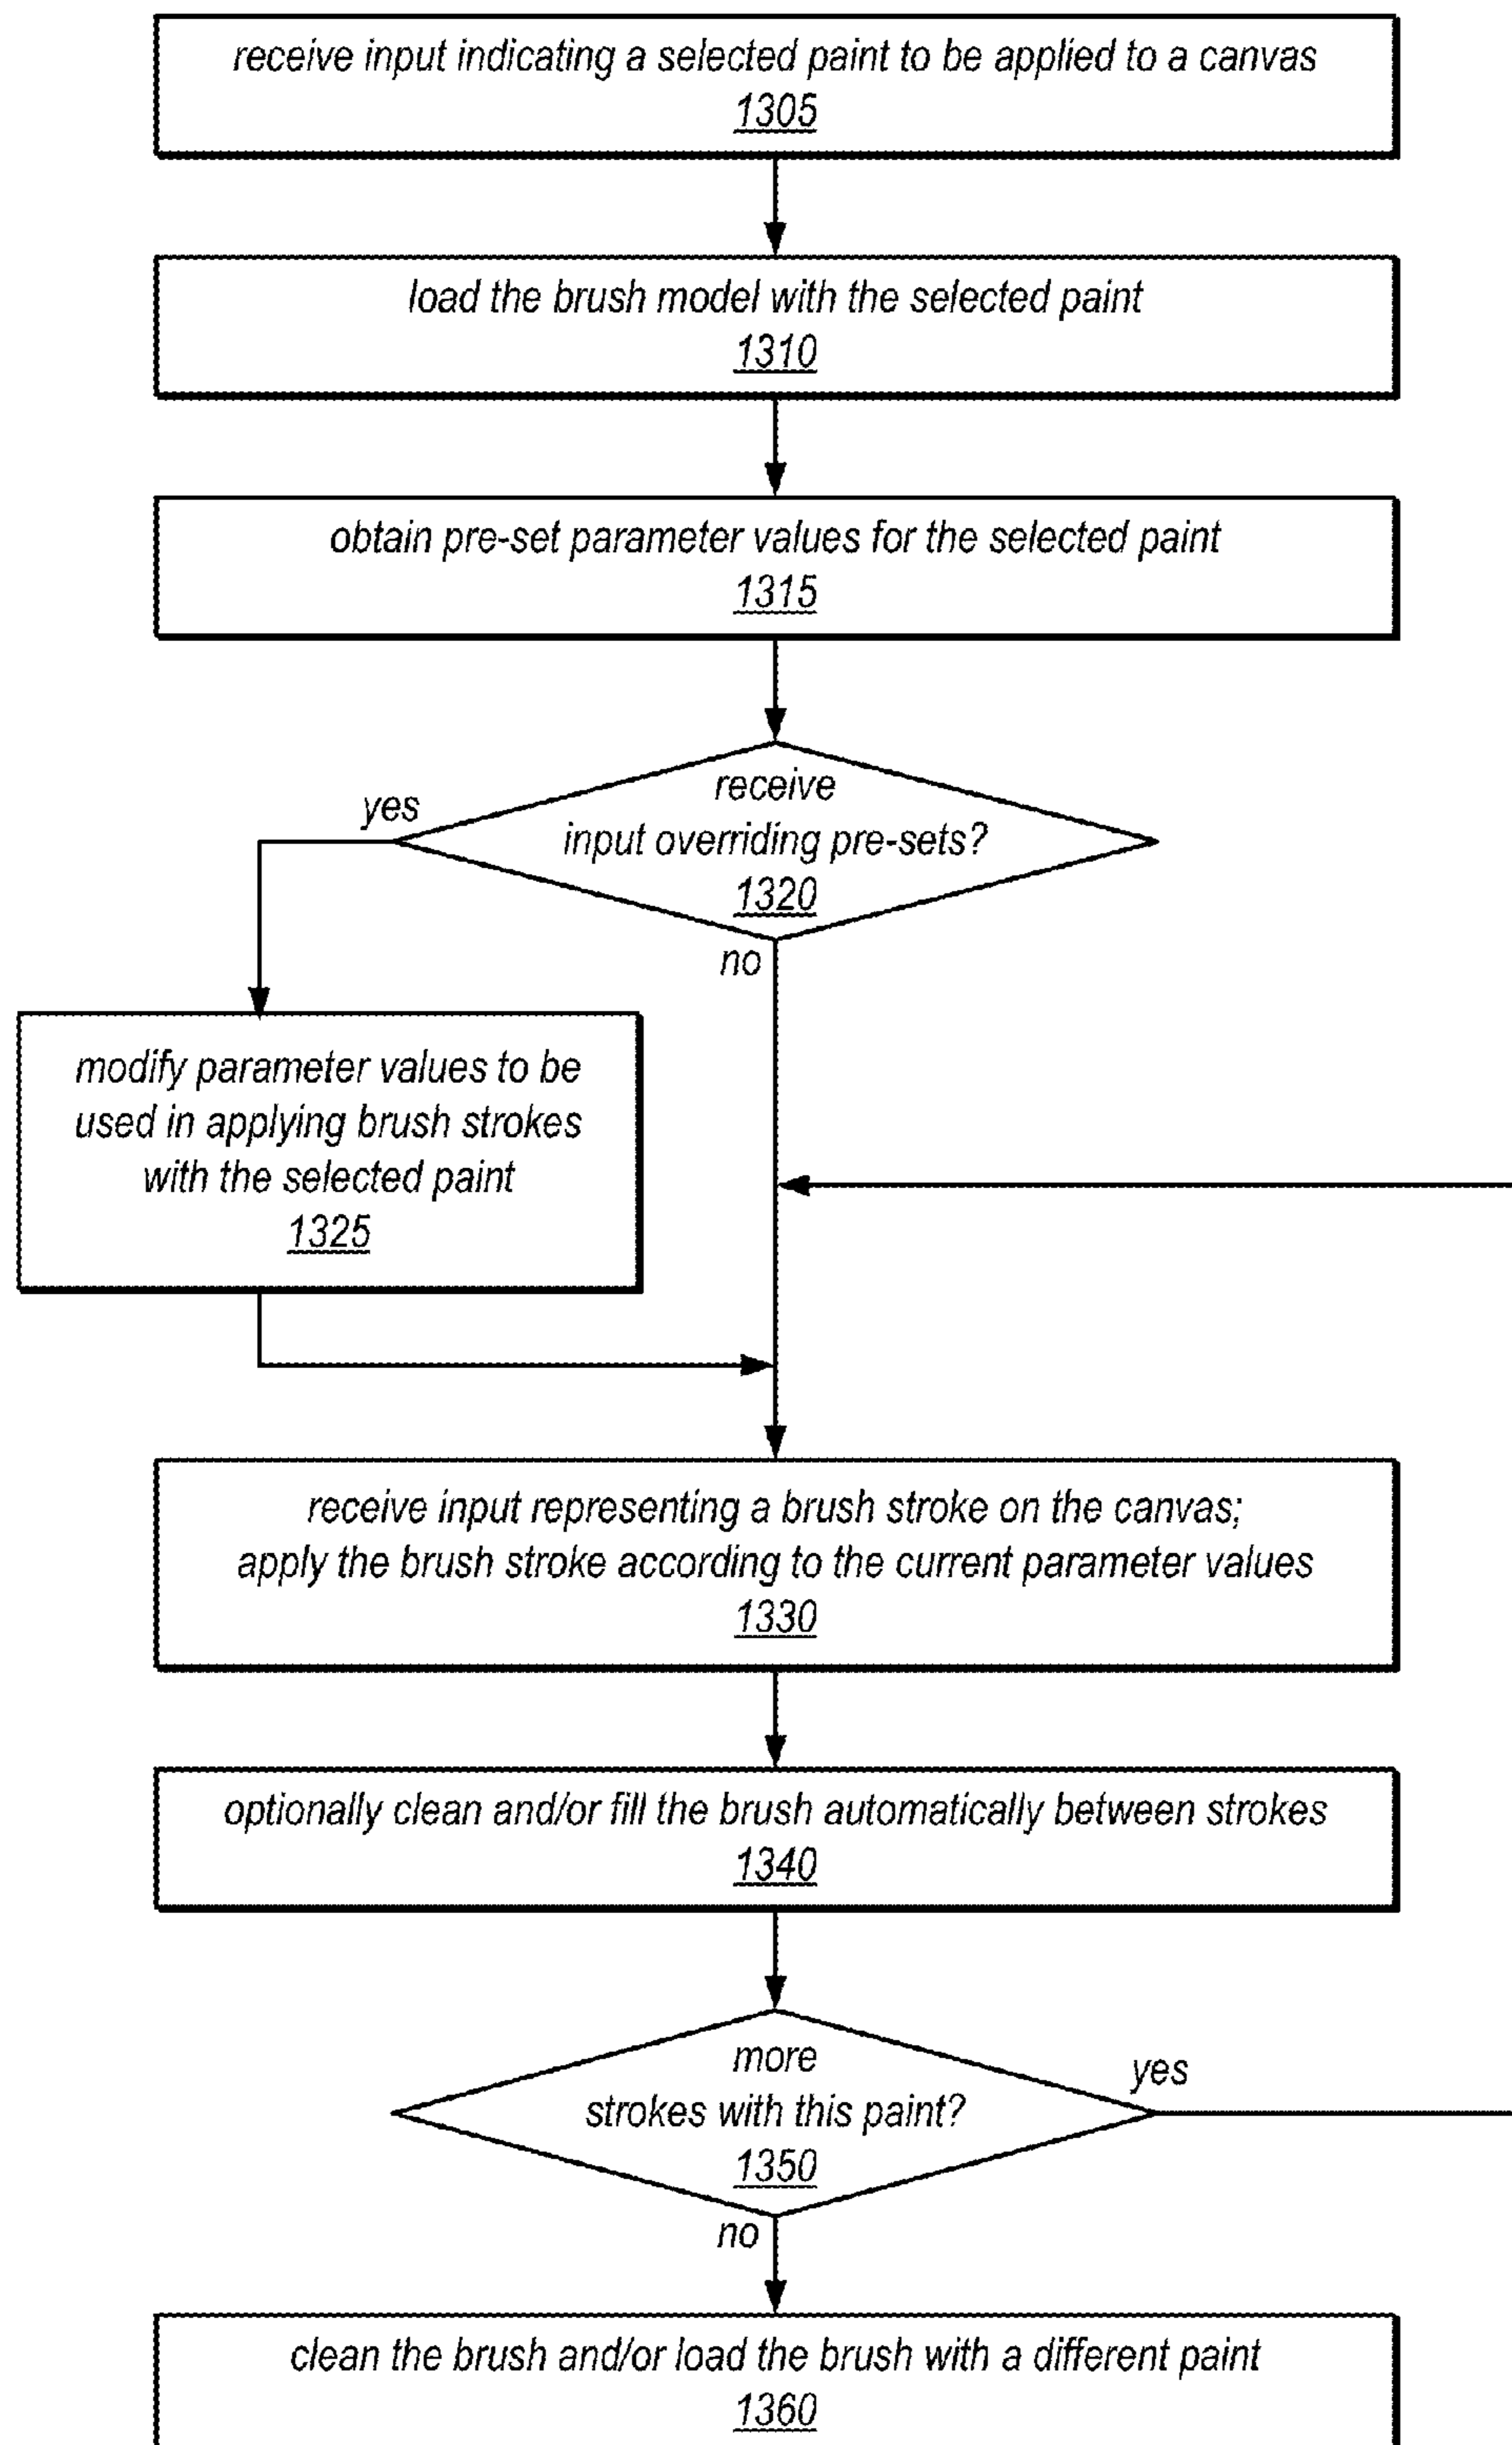 receive input indicating a selected paint to be applied to a canvas
1305
load the brush model with the selected paint
1310
obtain pre-set parameter values for the selected paint
1315
receive
input overriding pre-sets?
1320
yes
no
modify parameter values to be
used in applying brush strokes
with the selected paint
1325
receive input representing a brush stroke on the canvas;
apply the brush stroke according to the current parameter values
1330
optionally clean and/or fill the brush automatically between strokes
1340
more
strokes with this paint?
1350
yes
no
clean the brush and/or load the brush with a different paint
1360